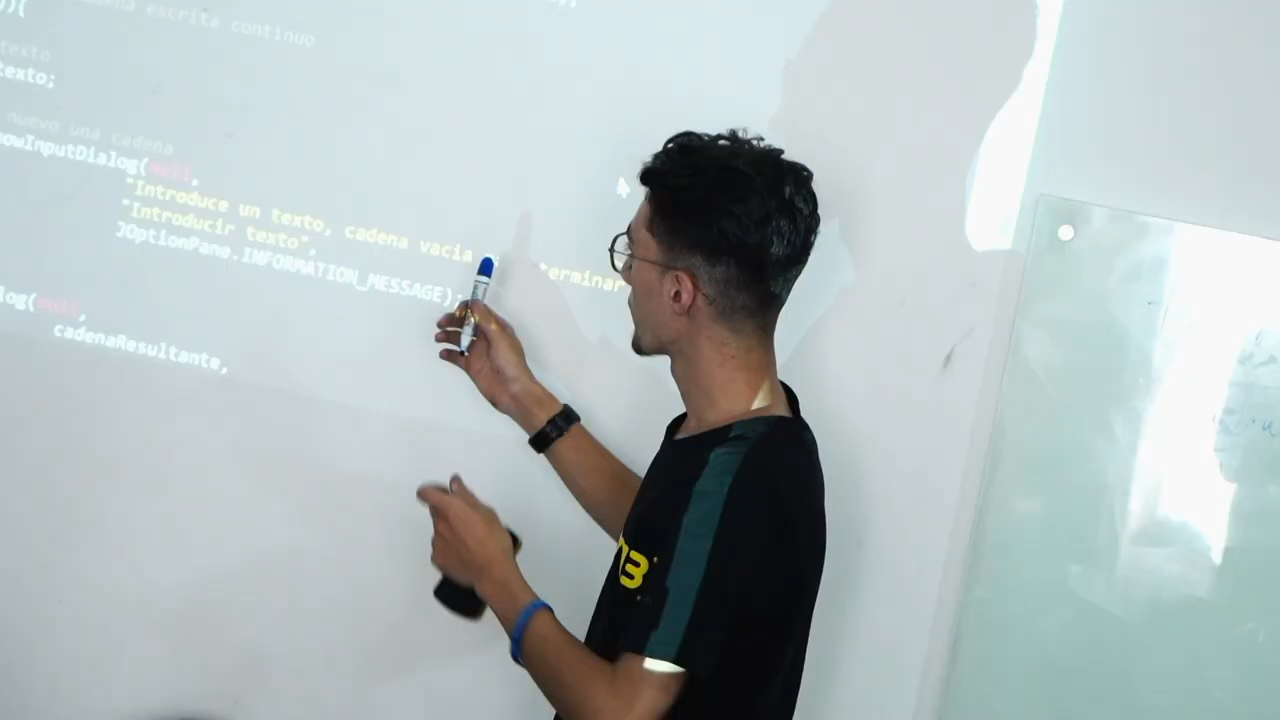 )){
escrita continuo
texto
texto;
nuevo una cadena
howInputDialog(null,
"Introduce un texto, cadena vacia terminar
"Introducir texto",
JOptionPane.INFORMATION_MESSAGE);
log(null,
cadenaResultante,